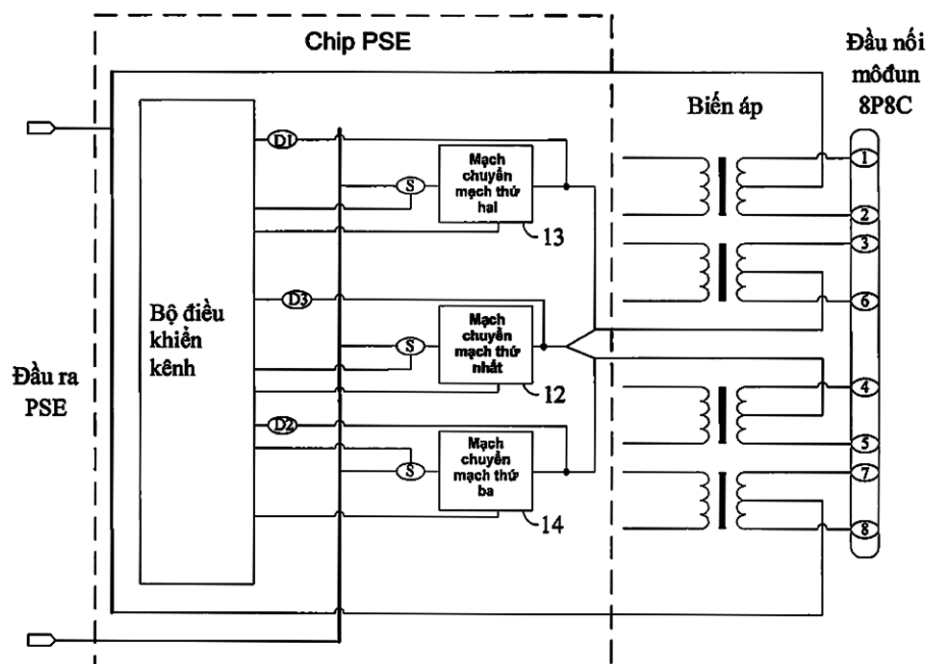 Chip PSE
Đầu nối
môđun
8P8C
Biến áp
D1
Mạch
chuyển
mạch thứ
hai
S
13
1
2
3
6
Bộ điều
khiển
kênh
D3
Mạch
chuyển
mạch thứ
nhất
S
12
Đầu ra
PSE
D2
Mạch
chuyển
mạch thứ
ba
S
14
4
5
7
8